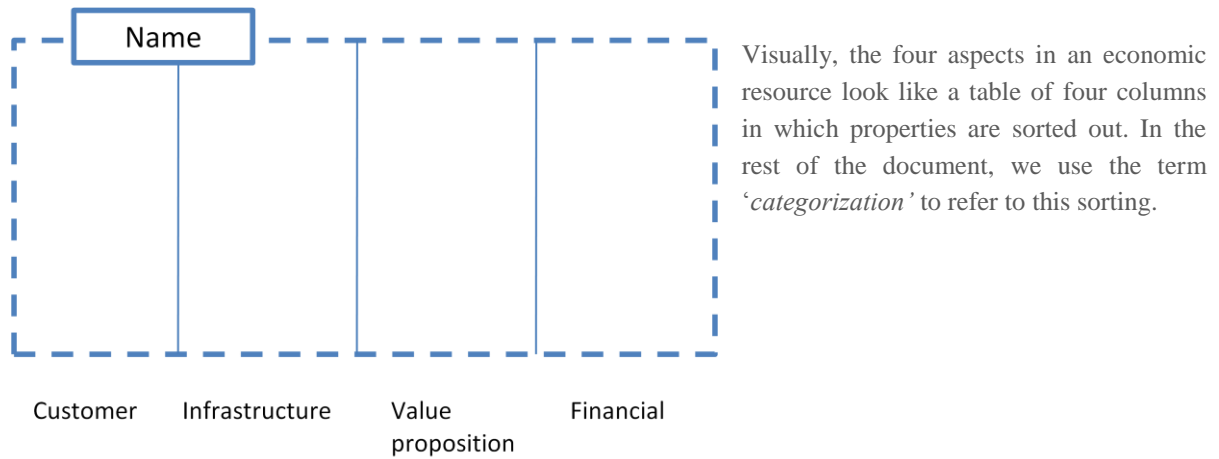 Name
Customer
Infrastructure
Value
proposition
Financial
Visually, the four aspects in an economic
resource look like a table of four columns
in which properties are sorted out. In the
rest of the document, we use the term
‘categorization’ to refer to this sorting.